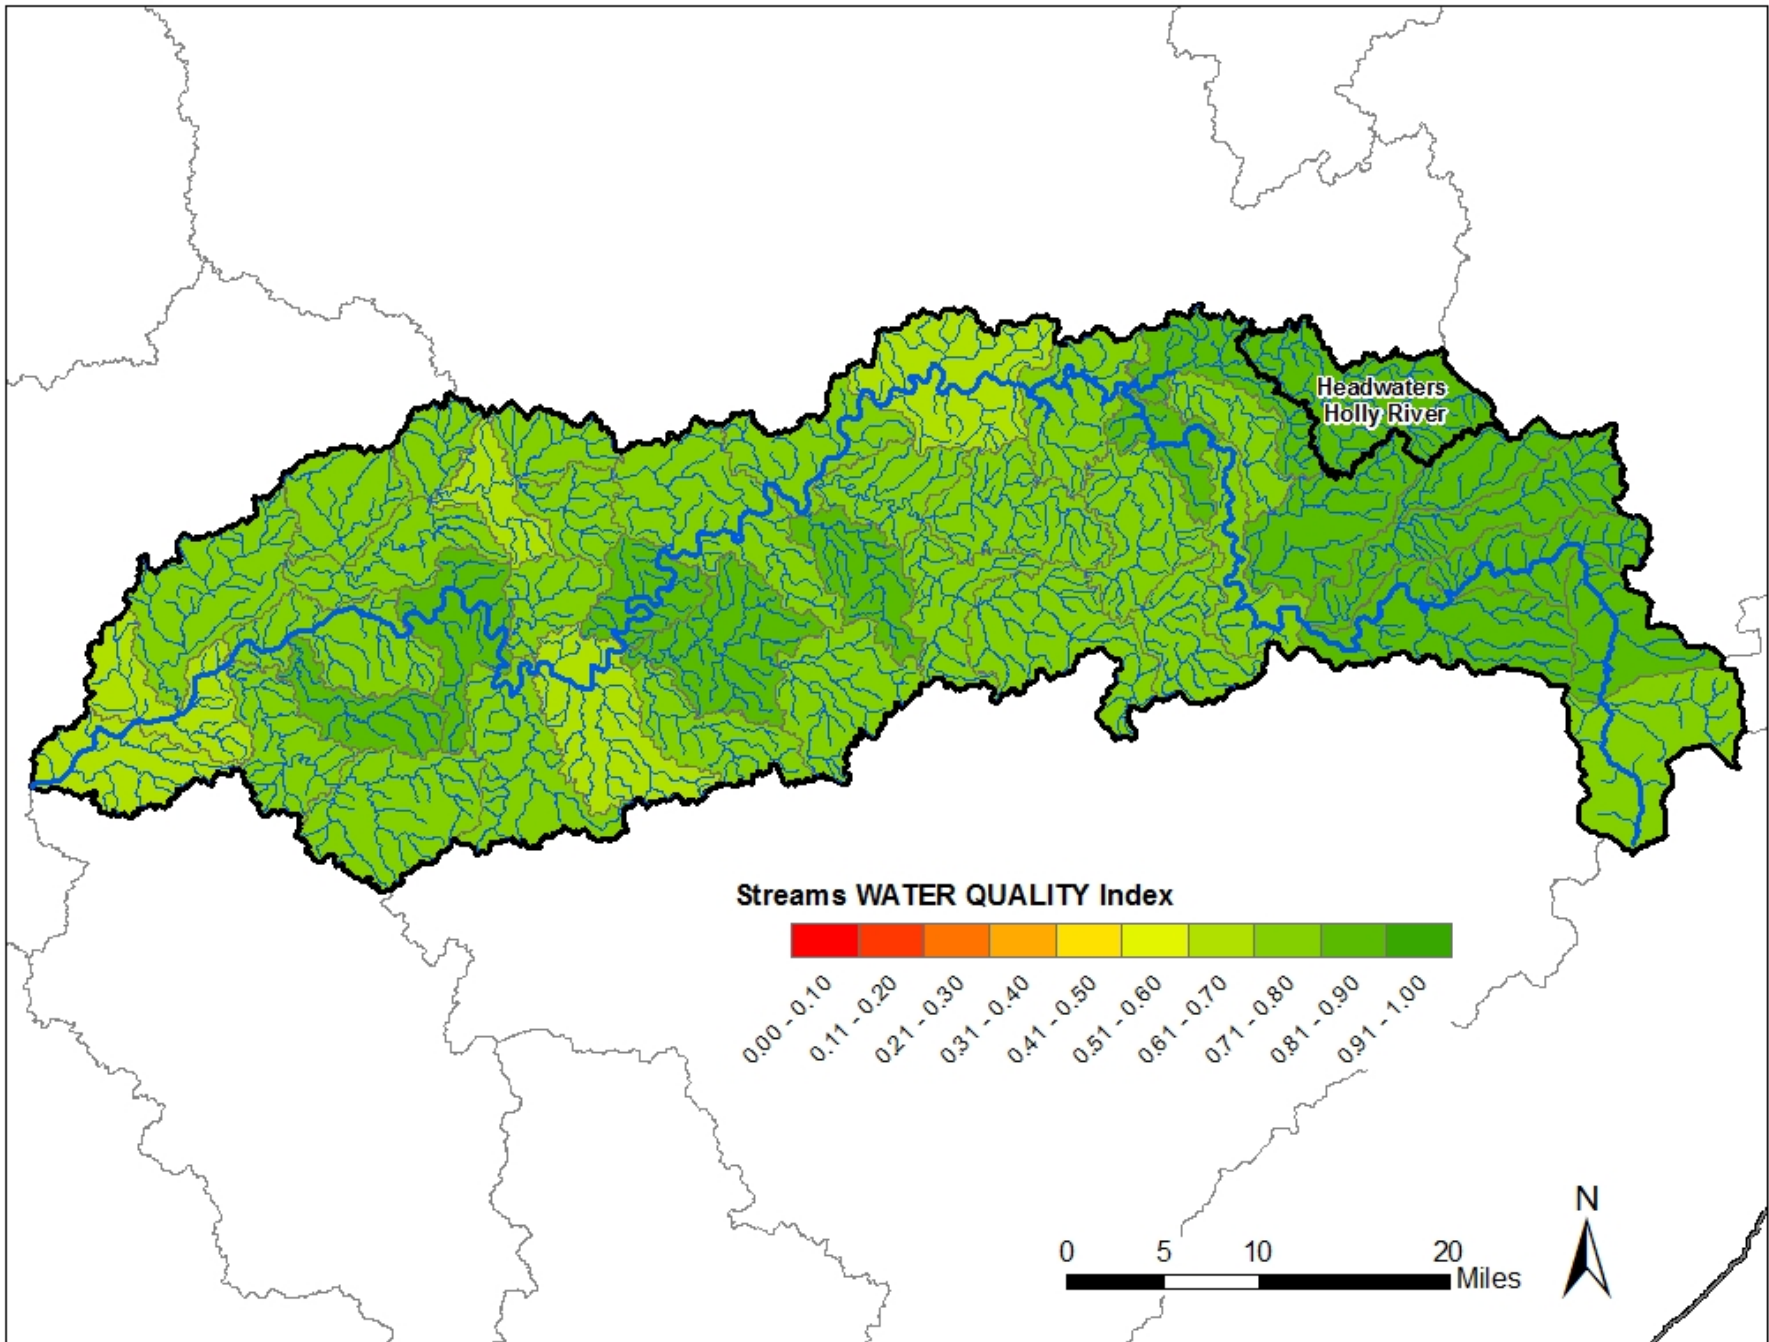 Headwaters
Holly River
Streams WATER QUALITY Index
0.00 - 0.10
0.11 - 0.20
0.21 - 0.30
0.31 - 0.40
0.41 - 0.50
0.51 - 0.60
0.61 - 0.70
0.71 - 0.80
0.81 - 0.90
0.91 - 1.00
N
0 5 10 20
Miles